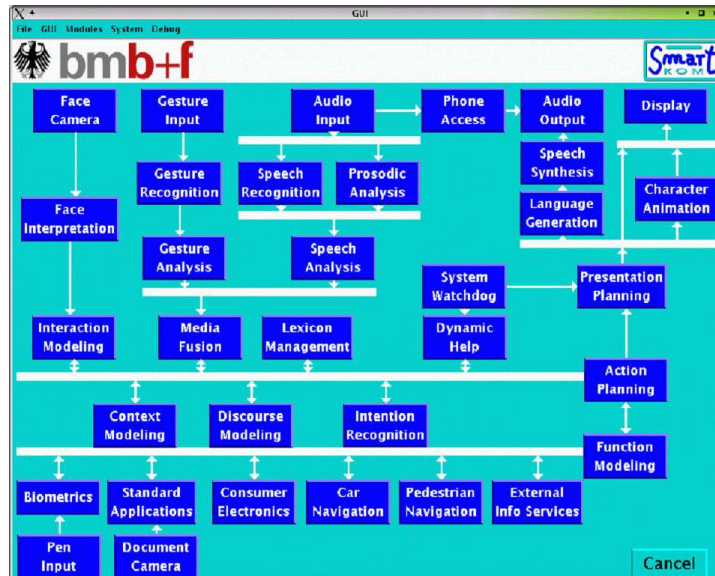 GUI
File GUI Modules System Debug
bmb+f
Smart
KOM
Face
Camera
Gesture
Input
Audio
Input
Phone
Access
Audio
Output
Display
Gesture
Recognition
Speech
Recognition
Prosodic
Analysis
Speech
Synthesis
Character
Animation
Face
Interpretation
Language
Generation
Gesture
Analysis
Speech
Analysis
System
Watchdog
Presentation
Planning
Interaction
Modeling
Media
Fusion
Lexicon
Management
Dynamic
Help
Action
Planning
Context
Modeling
Discourse
Modeling
Intention
Recognition
Function
Modeling
Biometrics
Standard
Applications
Consumer
Electronics
Car
Navigation
Pedestrian
Navigation
External
Info Services
Pen
Input
Document
Camera
Cancel